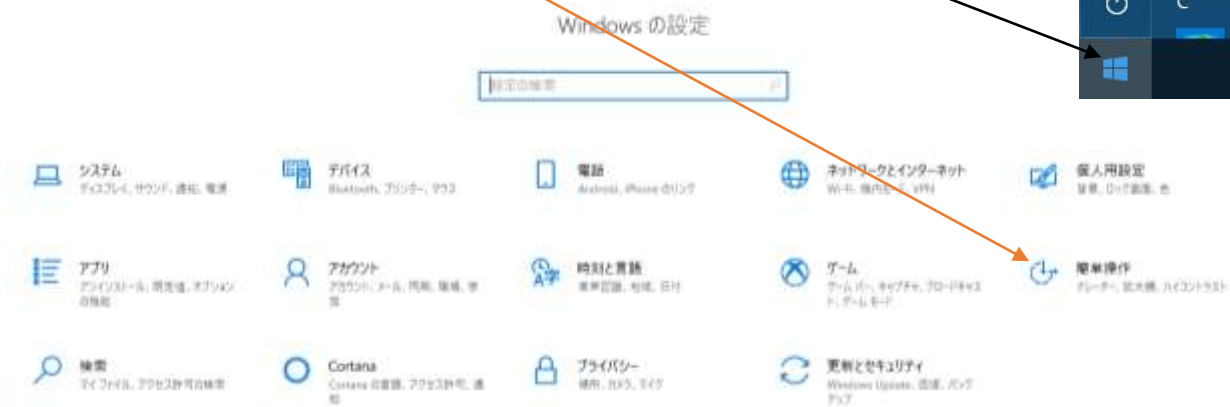 Windows の設定
設定の検索
システム
ディスプレイ、サウンド、通知、電源
デバイス
Bluetooth、プリンター、マウス
電話
Android, iPhone のリンク
ネットワークとインターネット
Wi-Fi、機内モード、VPN
個人用設定
背景、ロック画面、色
アプリ
アンインストール、既定値、オプション
の機能
アカウント
アカウント、メール、同期、職場、
時刻と言語
音声認識、地域、日付
ゲーム
ゲーム バー、キャプチャ、ブロードキャス
ト、ゲーム モード
簡単操作
ナレーター、拡大鏡、ハイコントラスト
検索
マイ ファイル、アクセス許可の検索
Cortana
Cortana の言語、アクセス許可、通
知
プライバシー
場所、カメラ、マイク
更新とセキュリティ
Windows Update、回復、バック
アップ